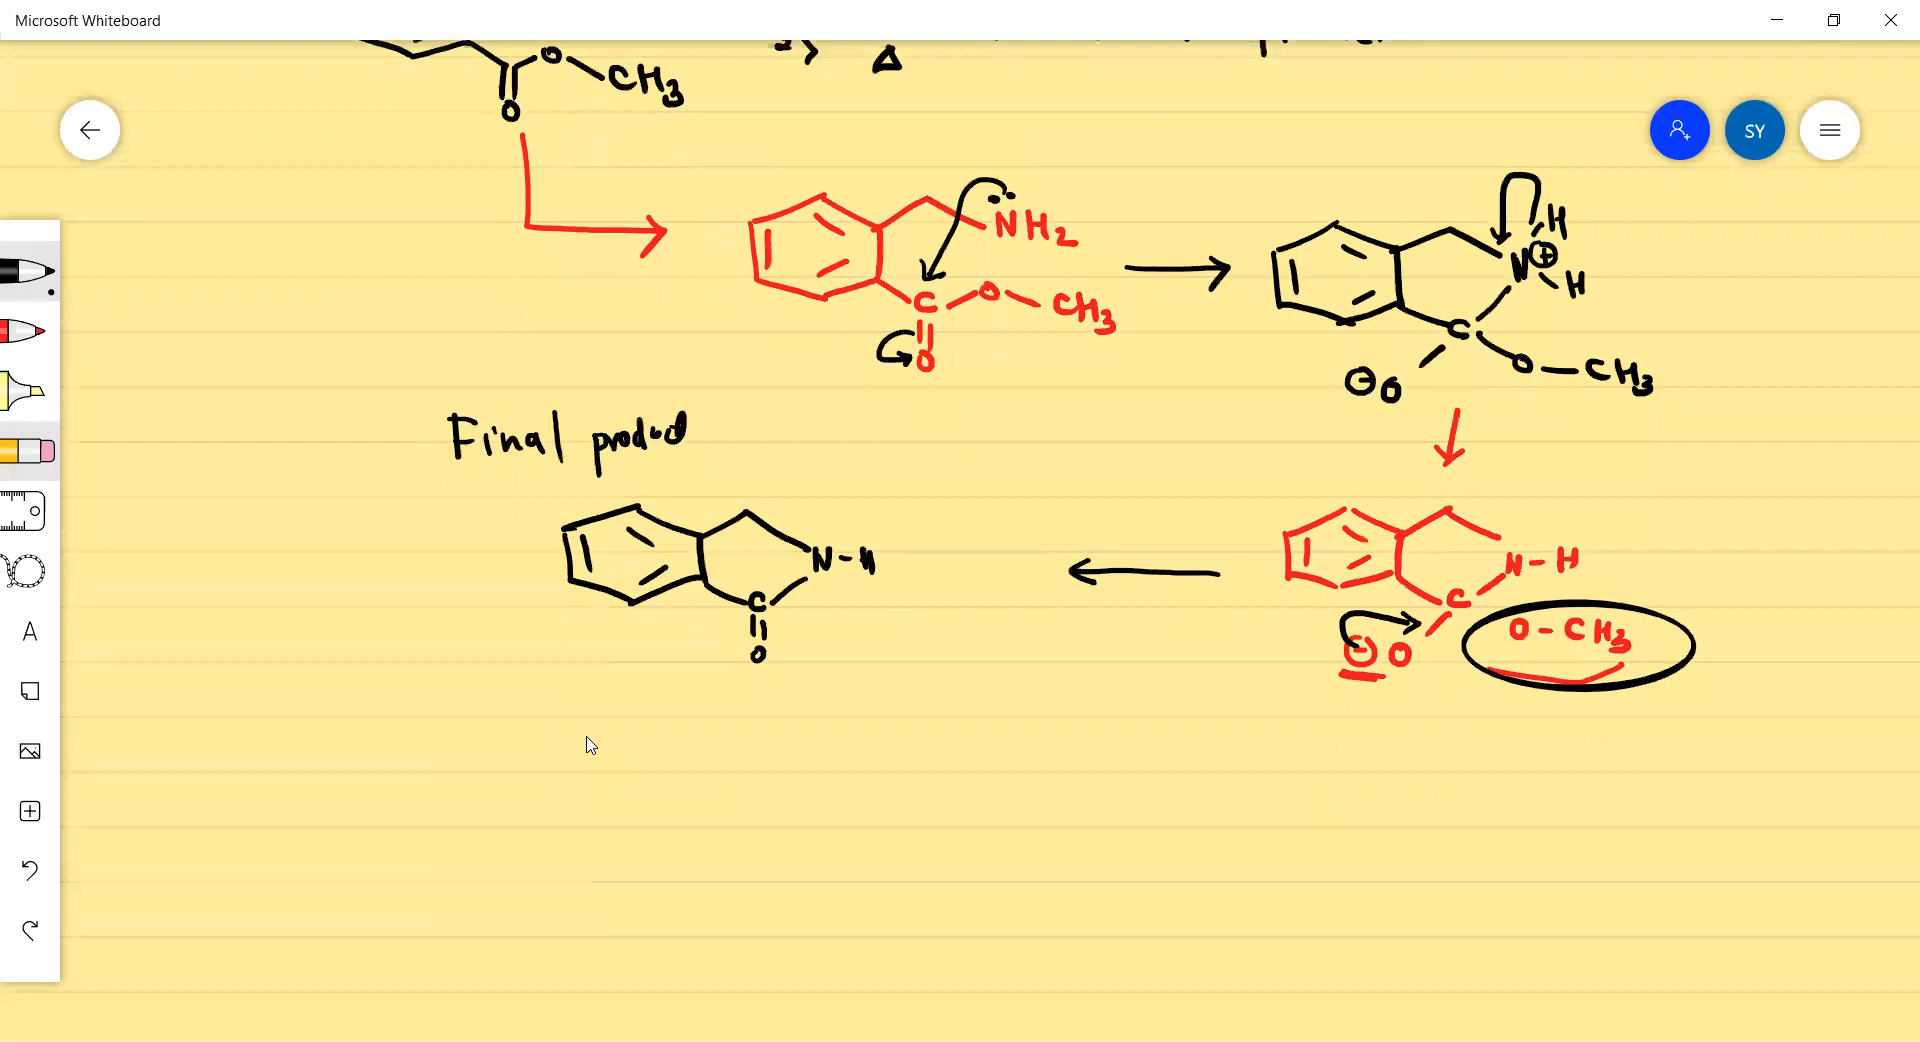 Microsoft Whiteboard
O CH3
Δ
O
SY
NH2
C O CH3
O
H
N ⊕ H
C
⊖ O O CH3
Final product
N-H
C
O
N-H
C
⊖ O O-CH3
A